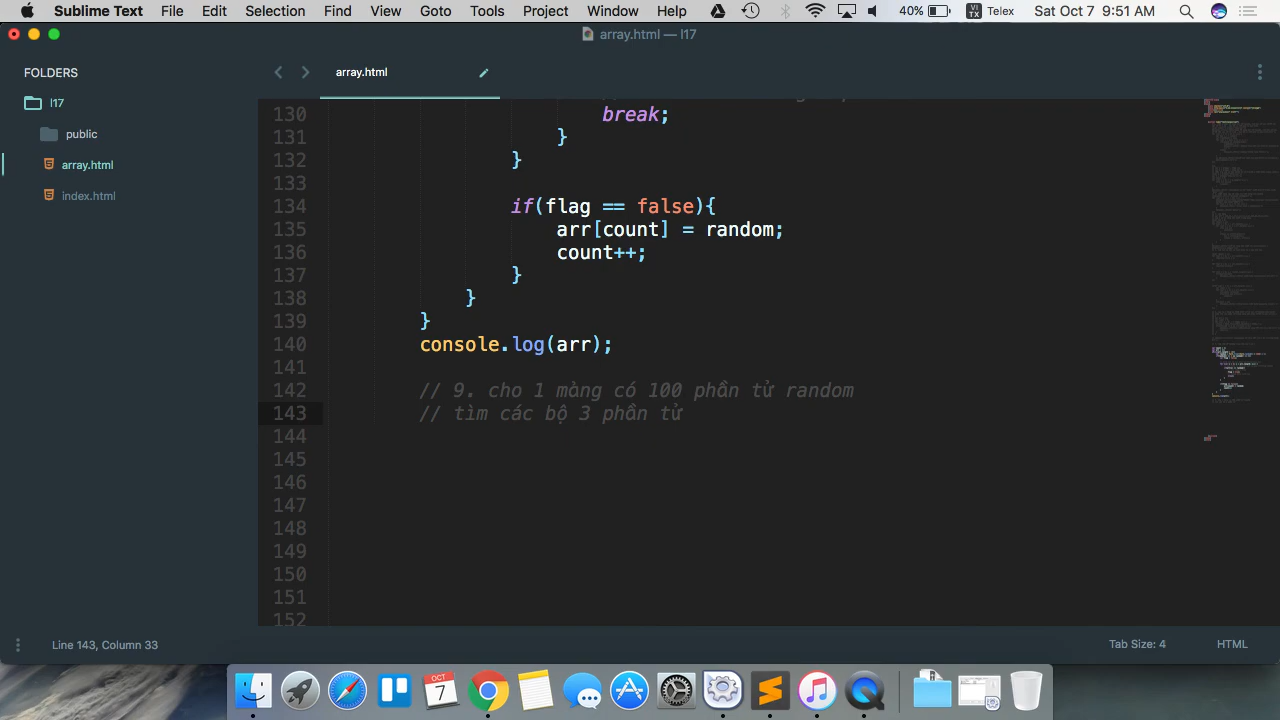 Sublime Text File Edit Selection Find View Goto Tools Project Window Help 40% VI TX Telex Sat Oct 7 9:51 AM
array.html — l17
FOLDERS
l17
public
array.html
index.html
array.html
130 break;
131 }
132 }
133
134 if(flag == false){
135 arr[count] = random;
136 count++;
137 }
138 }
139 }
140 console.log(arr);
141
142 // 9. cho 1 màng có 100 phần tử random
143 // tìm các bộ 3 phần tử
144
145
146
147
148
149
150
151
152
Line 143, Column 33 Tab Size: 4 HTML
OCT
7